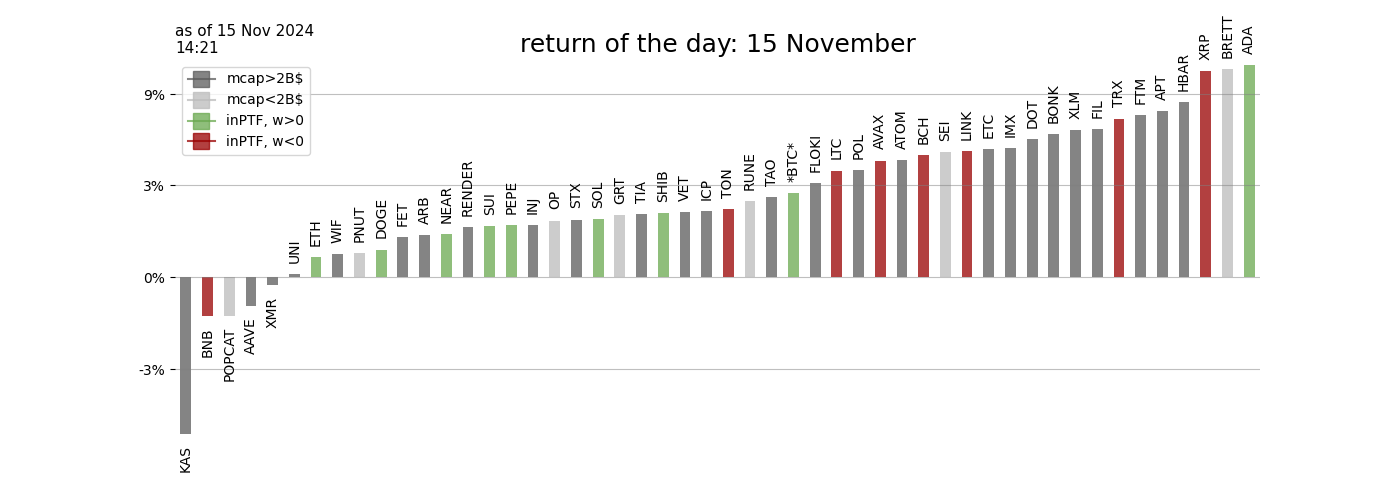 as of 15 Nov 2024
14:21
return of the day: 15 November
mcap>2B$
mcap<2B$
inPTF, w>0
inPTF, w<0
9%
3%
0%
-3%
KAS
BNB
POPCAT
AAVE
XMR
UNI
ETH
WIF
PNUT
DOGE
FET
ARB
NEAR
RENDER
SUI
PEPE
INJ
OP
STX
SOL
GRT
TIA
SHIB
VET
ICP
TON
RUNE
TAO
*BTC*
FLOKI
LTC
POL
AVAX
ATOM
BCH
SEI
LINK
ETC
IMX
DOT
BONK
XLM
FIL
TRX
FTM
APT
HBAR
XRP
BRETT
ADA